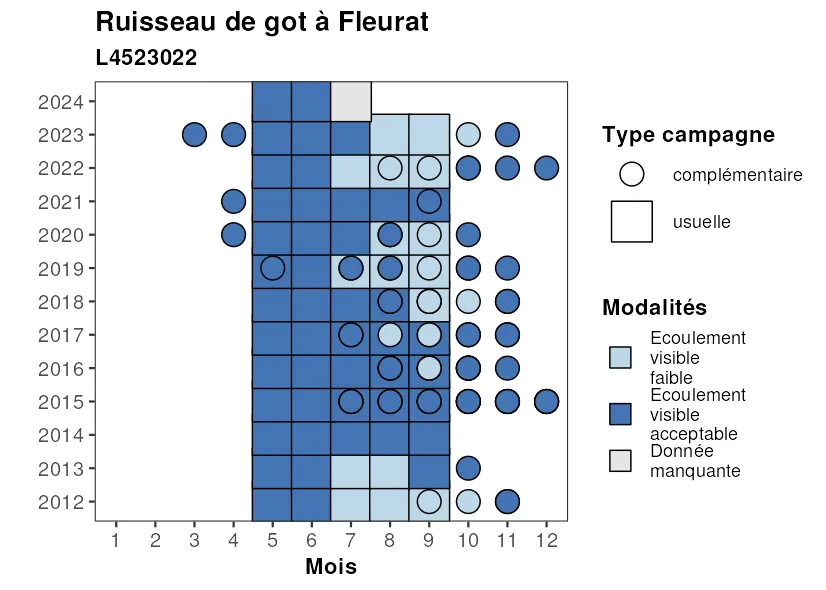 Ruisseau de got à Fleurat
L4523022
2024
2023
2022
2021
2020
2019
2018
2017
2016
2015
2014
2013
2012
1 2 3 4 5 6 7 8 9 10 11 12
Mois
Type campagne
complémentaire
usuelle
Modalités
Ecoulement
visible
faible
Ecoulement
visible
acceptable
Donnée
manquante